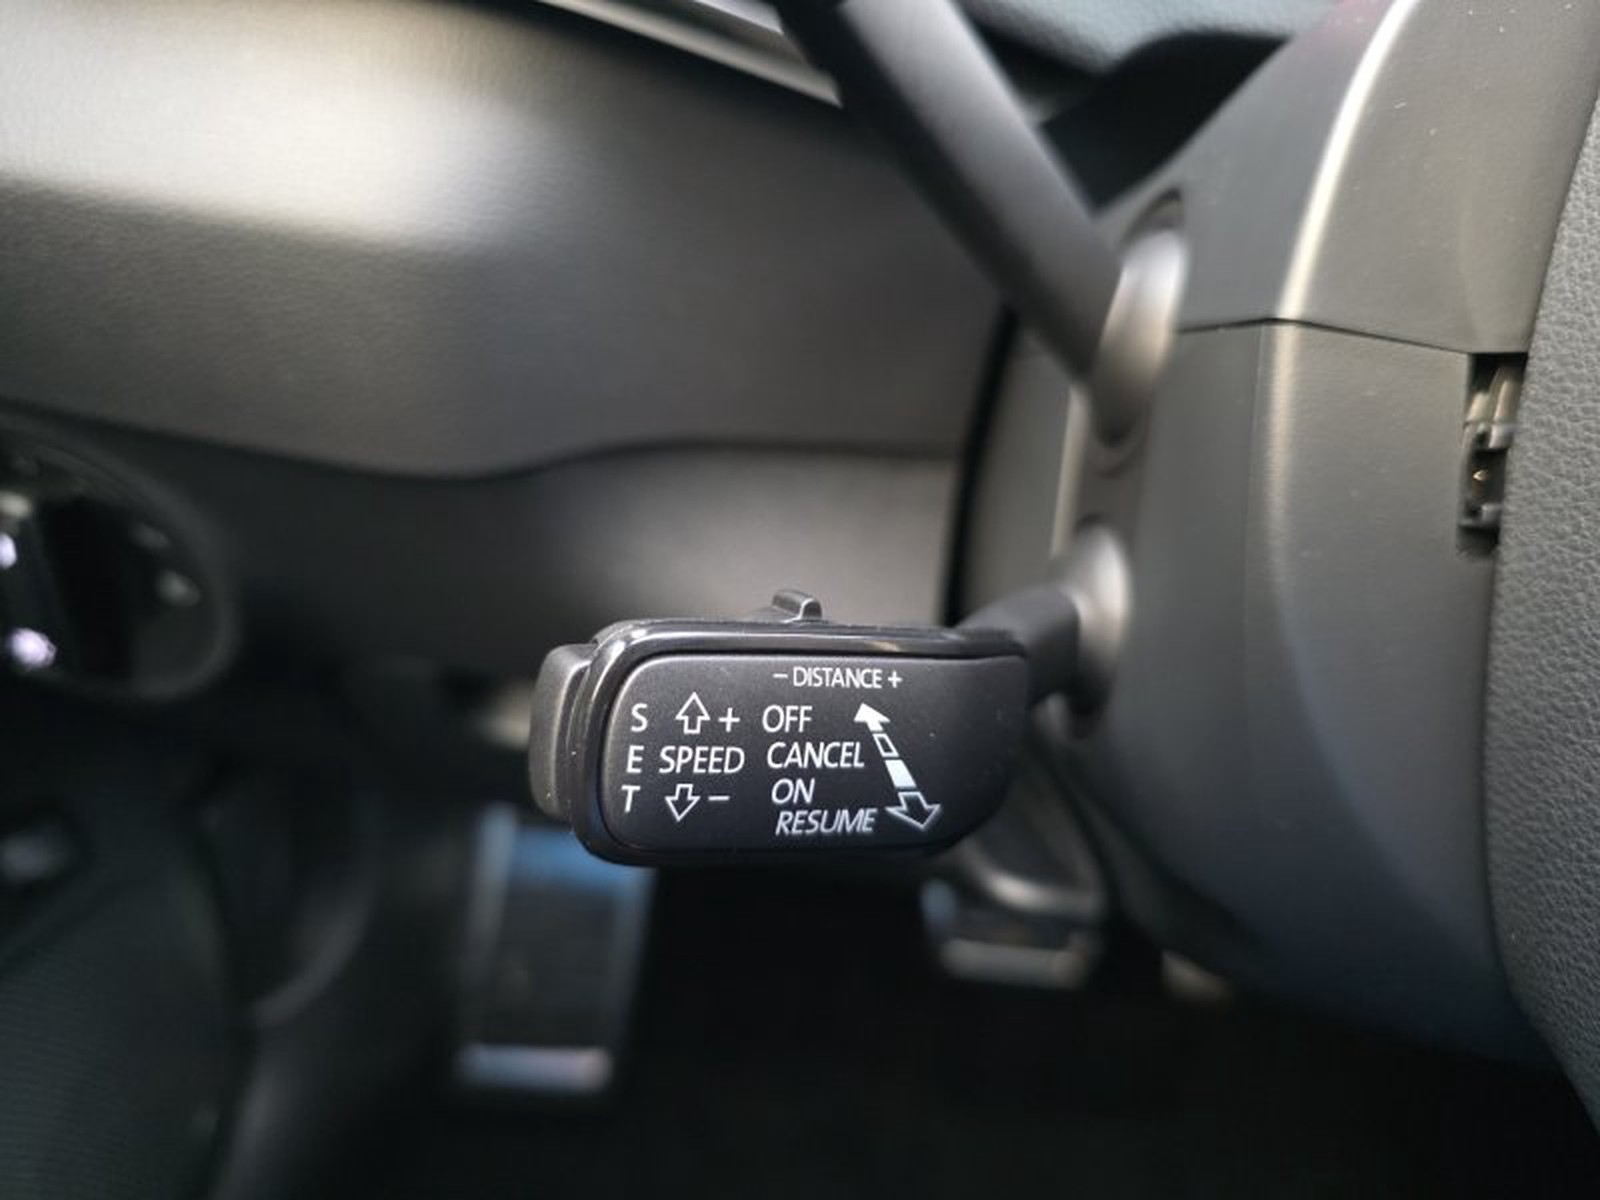 − DISTANCE +
S + OFF
E SPEED CANCEL
T − ON
RESUME